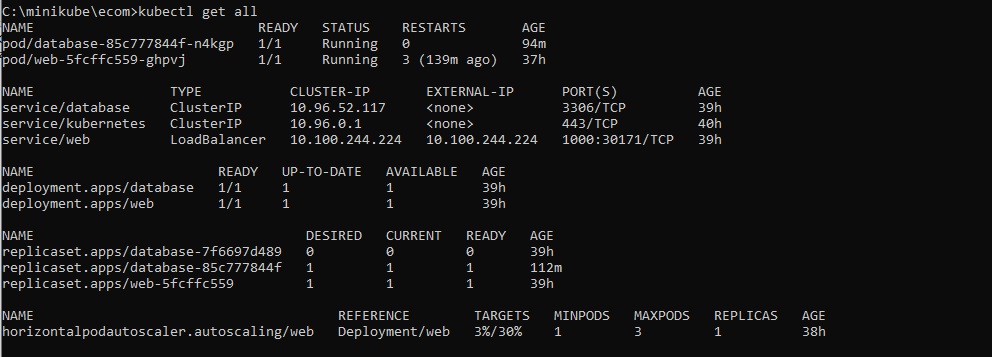 C:\minikube\ecom>kubectl get all
NAME READY STATUS RESTARTS AGE
pod/database-85c777844f-n4kgp 1/1 Running 0 94m
pod/web-5fcffc559-ghpvj 1/1 Running 3 (139m ago) 37h
NAME TYPE CLUSTER-IP EXTERNAL-IP PORT(S) AGE
service/database ClusterIP 10.96.52.117 <none> 3306/TCP 39h
service/kubernetes ClusterIP 10.96.0.1 <none> 443/TCP 40h
service/web LoadBalancer 10.100.244.224 10.100.244.224 1000:30171/TCP 39h
NAME READY UP-TO-DATE AVAILABLE AGE
deployment.apps/database 1/1 1 1 39h
deployment.apps/web 1/1 1 1 39h
NAME DESIRED CURRENT READY AGE
replicaset.apps/database-7f6697d489 0 0 0 39h
replicaset.apps/database-85c777844f 1 1 1 112m
replicaset.apps/web-5fcffc559 1 1 1 39h
NAME REFERENCE TARGETS MINPODS MAXPODS REPLICAS AGE
horizontalpodautoscaler.autoscaling/web Deployment/web 3%/30% 1 3 1 38h